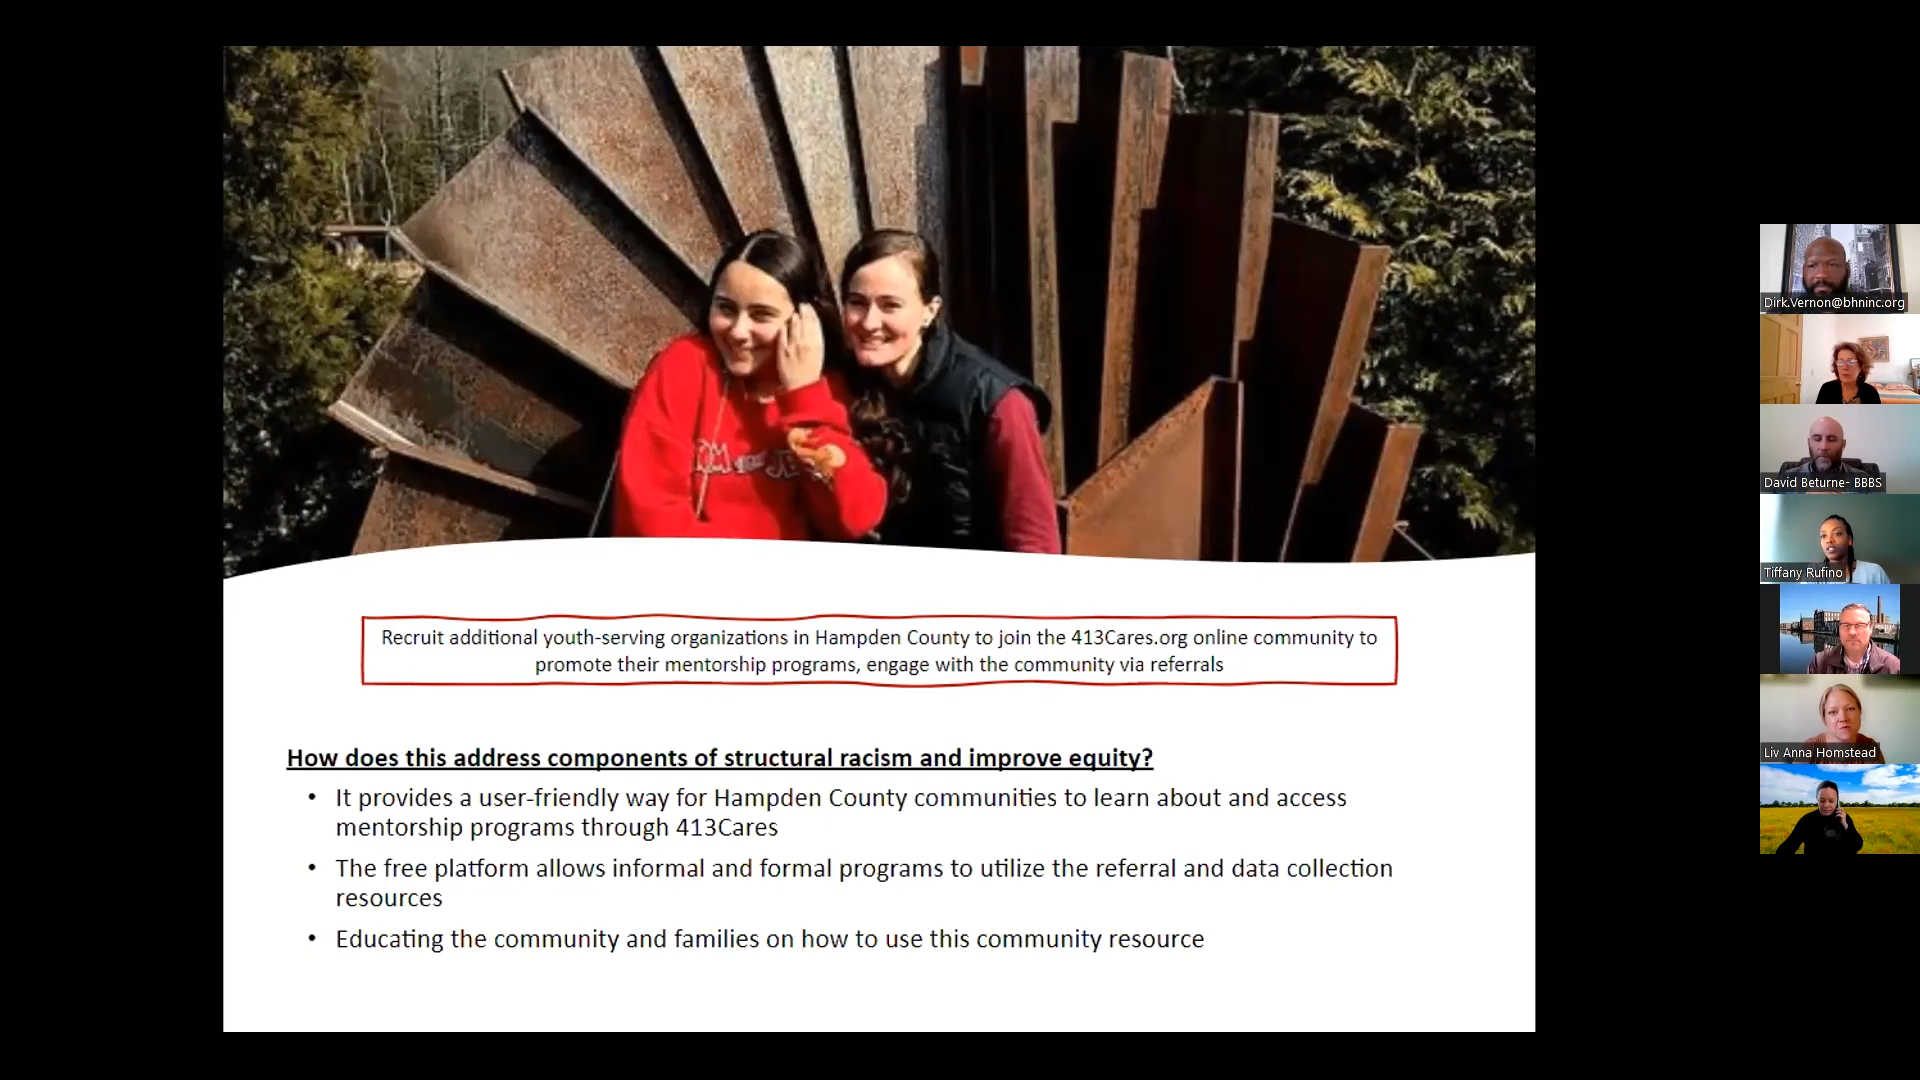 Recruit additional youth-serving organizations in Hampden County to join the 413Cares.org online community to
promote their mentorship programs, engage with the community via referrals
How does this address components of structural racism and improve equity?
• It provides a user-friendly way for Hampden County communities to learn about and access
mentorship programs through 413Cares
• The free platform allows informal and formal programs to utilize the referral and data collection
resources
• Educating the community and families on how to use this community resource
Dirk.Vernon@bhninc.org
David Beturne- BBBS
Tiffany Rufino
Liv Anna Homstead